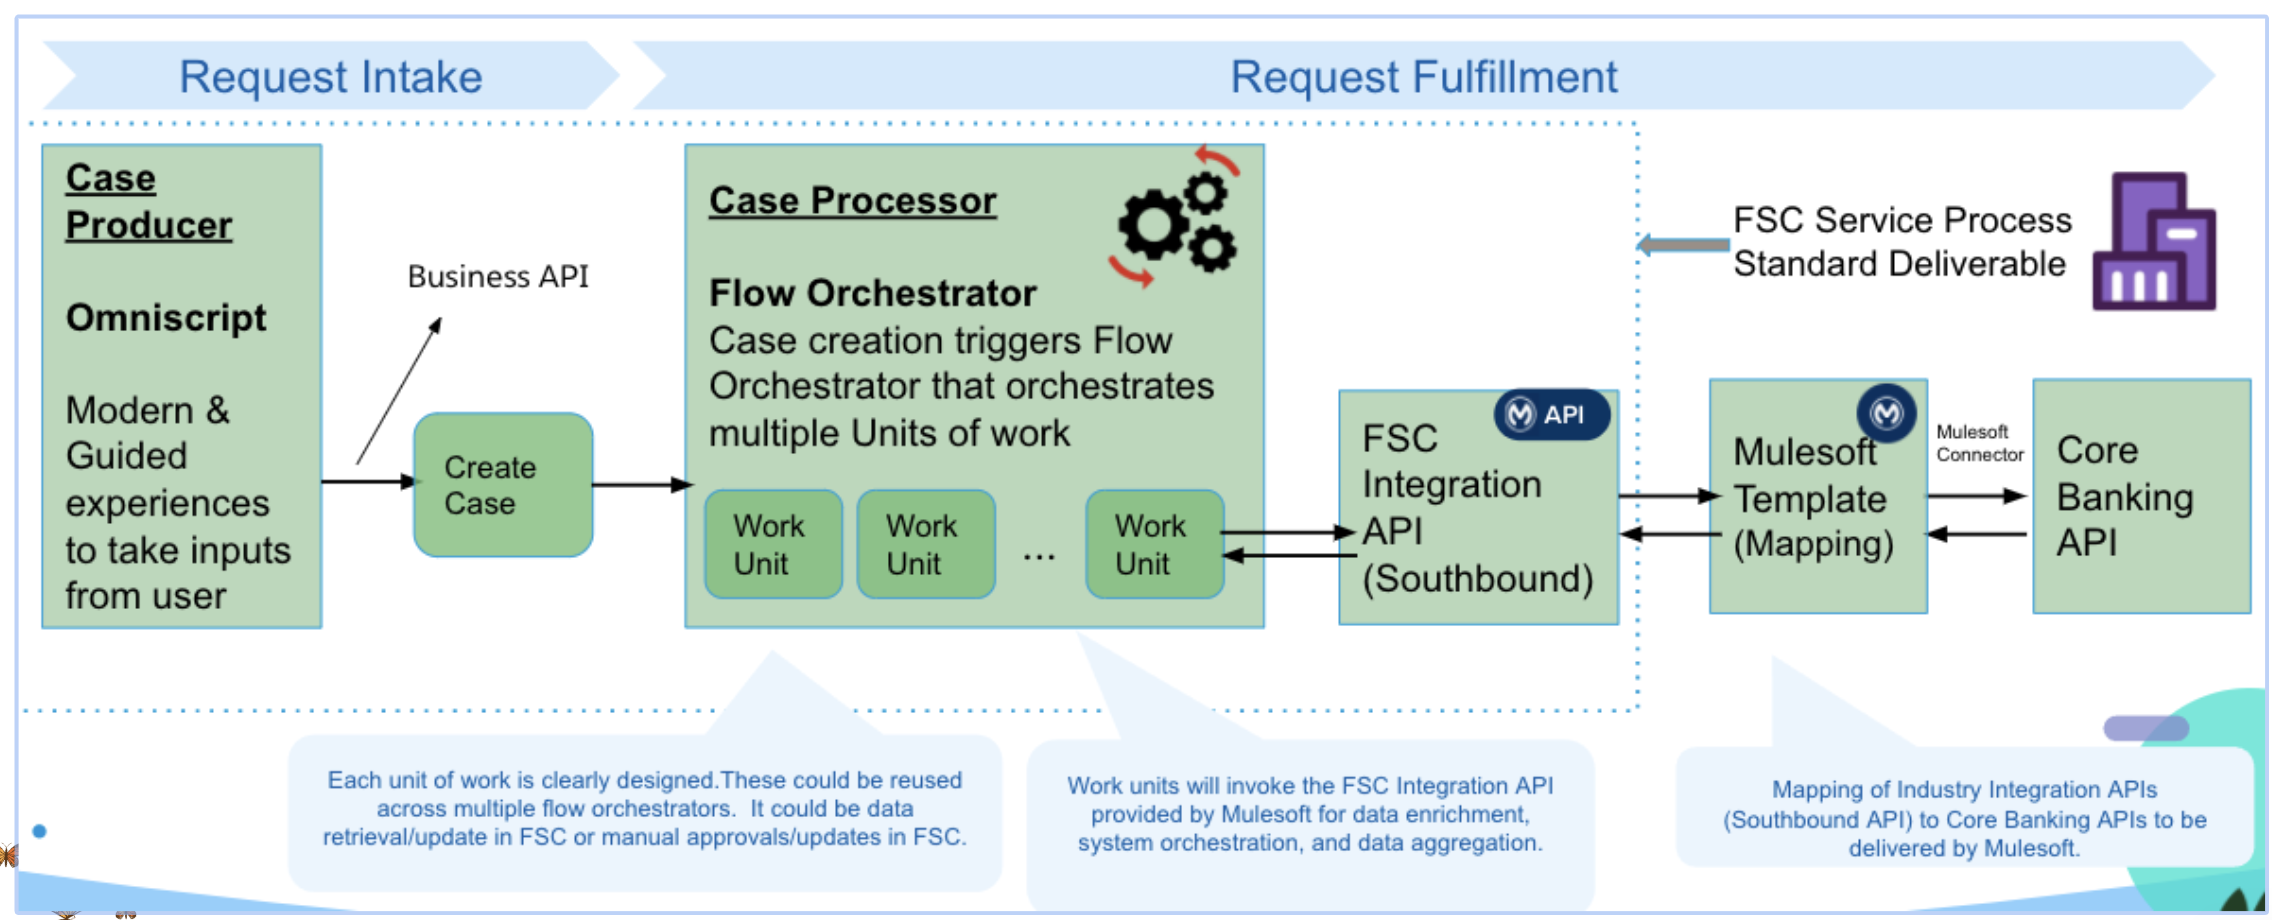 Request Intake
Request Fulfillment
Case
Producer
Omniscript
Modern &
Guided
experiences
to take inputs
from user
Business API
Create
Case
Case Processor
Flow Orchestrator
Case creation triggers Flow
Orchestrator that orchestrates
multiple Units of work
Work
Unit
Work
Unit
...
Work
Unit
API
FSC
Integration
API
(Southbound)
FSC Service Process
Standard Deliverable
Mulesoft
Template
(Mapping)
Mulesoft
Connector
Core
Banking
API
Each unit of work is clearly designed.These could be reused
across multiple flow orchestrators. It could be data
retrieval/update in FSC or manual approvals/updates in FSC.
Work units will invoke the FSC Integration API
provided by Mulesoft for data enrichment,
system orchestration, and data aggregation.
Mapping of Industry Integration APIs
(Southbound API) to Core Banking APIs to be
delivered by Mulesoft.